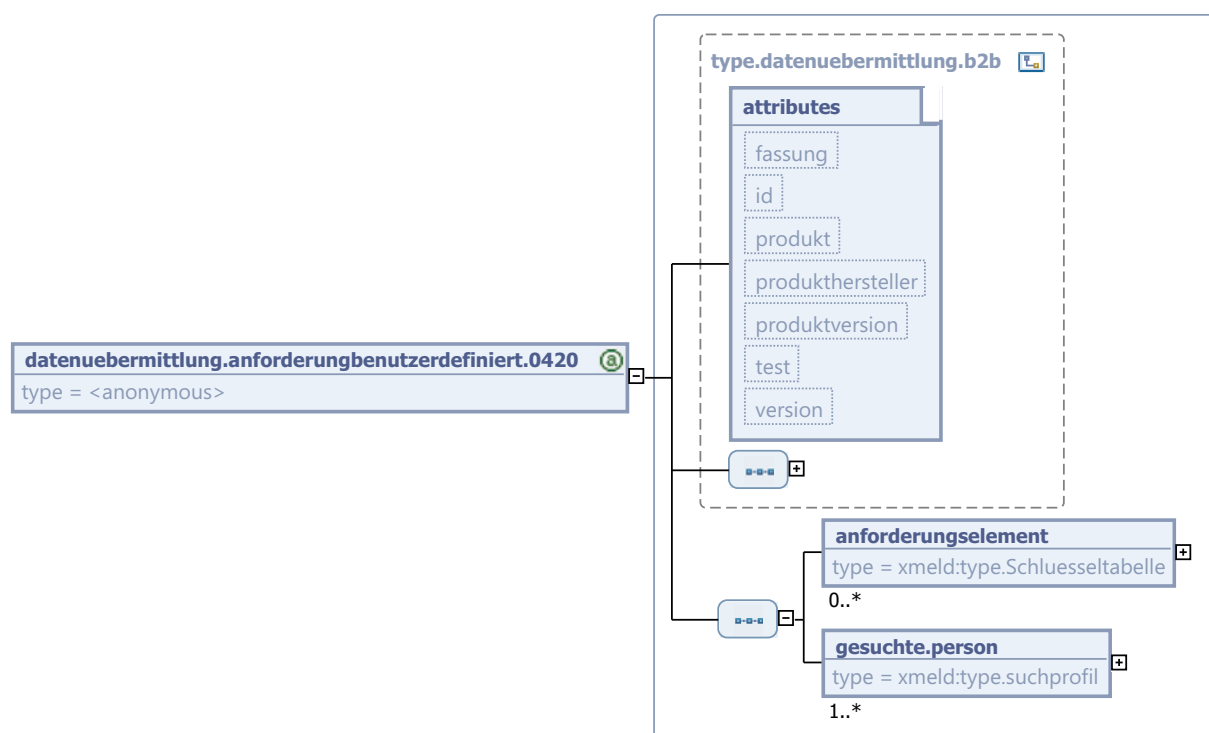 type.datenuebermittlung.b2b
attributes
fassung
id
produkt
produkthersteller
produktversion
test
version
datenuebermittlung.anforderungbenutzerdefiniert.0420
type = <anonymous>
anforderungselement
type = xmeld:type.Schluesseltabelle
0..*
gesuchte.person
type = xmeld:type.suchprofil
1..*